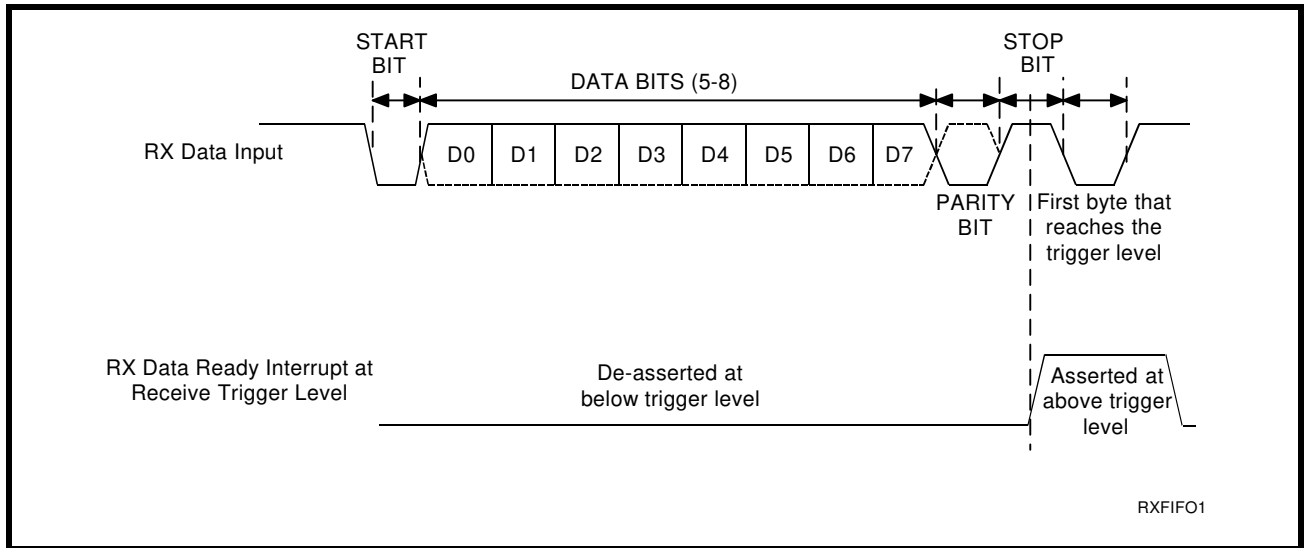 START
BIT
STOP
BIT
DATA BITS (5-8)
RX Data Input
D0 D1 D2 D3 D4 D5 D6 D7
PARITY
BIT
First byte that
reaches the
trigger level
RX Data Ready Interrupt at
Receive Trigger Level
De-asserted at
below trigger level
Asserted at
above trigger
level
RXFIFO1